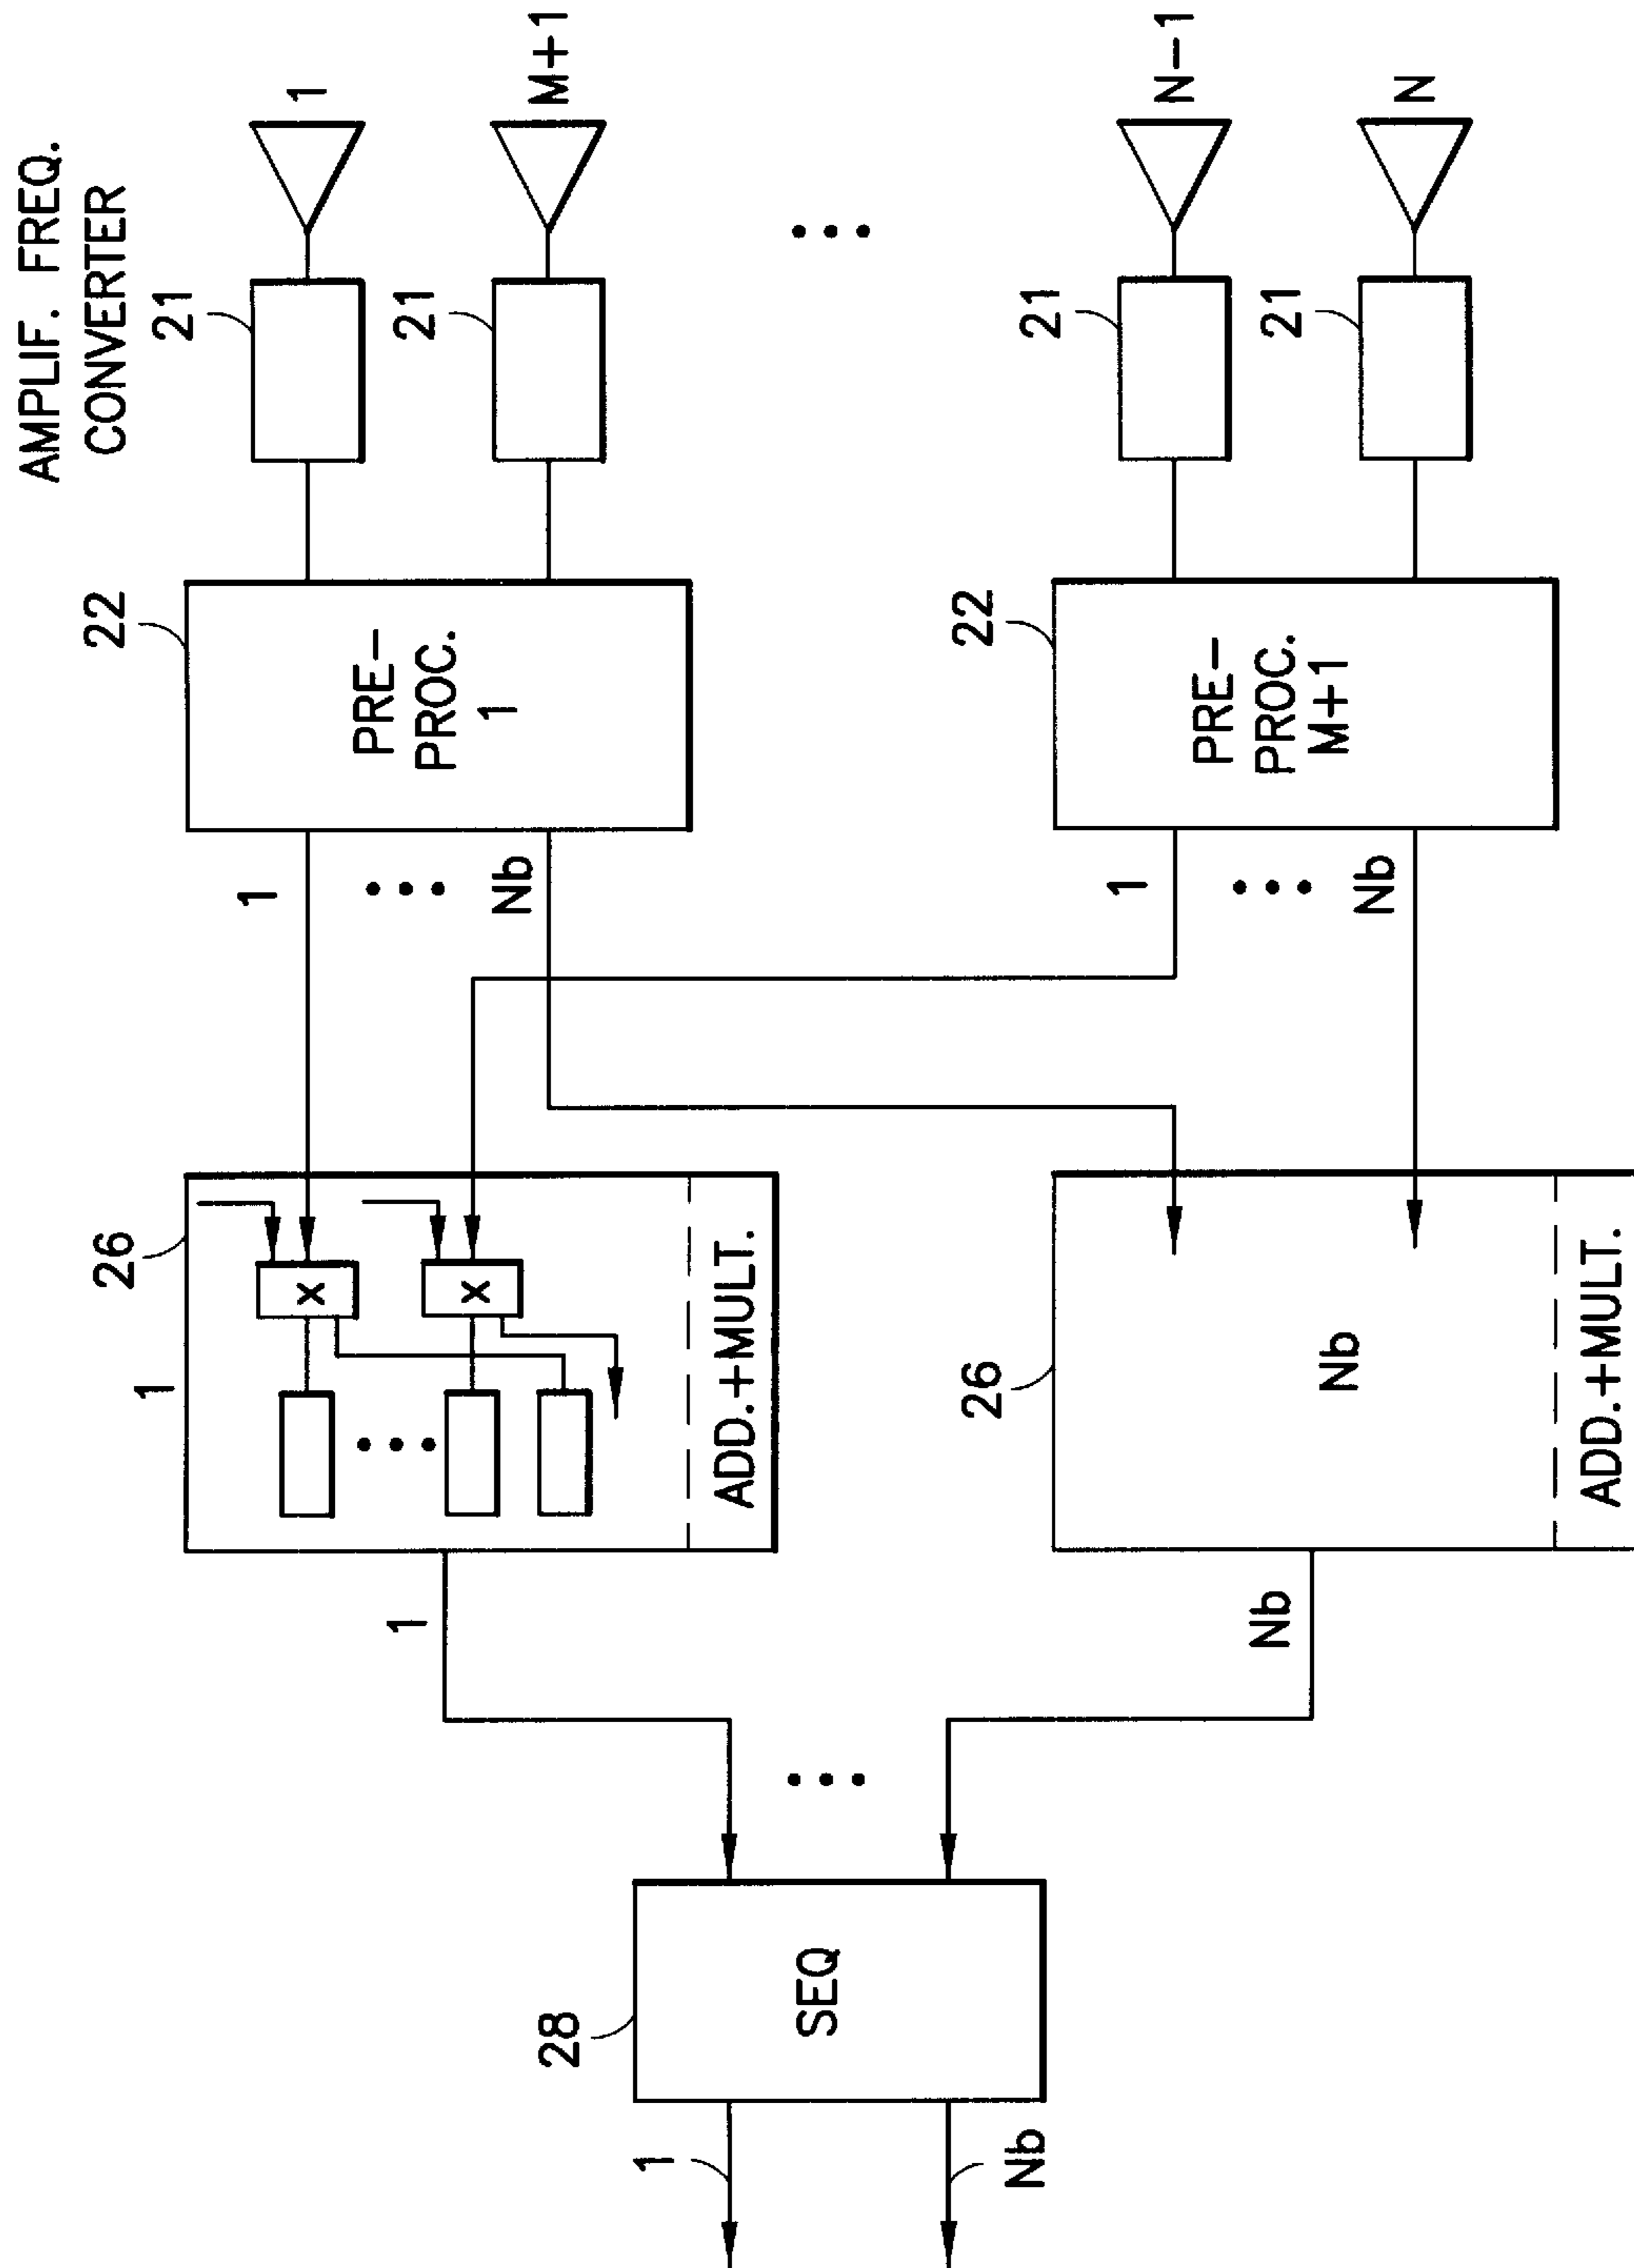 AMPLIF. FREQ.
CONVERTER
1
M+1
N-1
N
21
21
21
21
22
22
PRE-
PROC.
1
PRE-
PROC.
M+1
1
Nb
1
Nb
26
26
1
x
x
Nb
ADD.+MULT.
ADD.+MULT.
1
Nb
28
SEQ
1
Nb